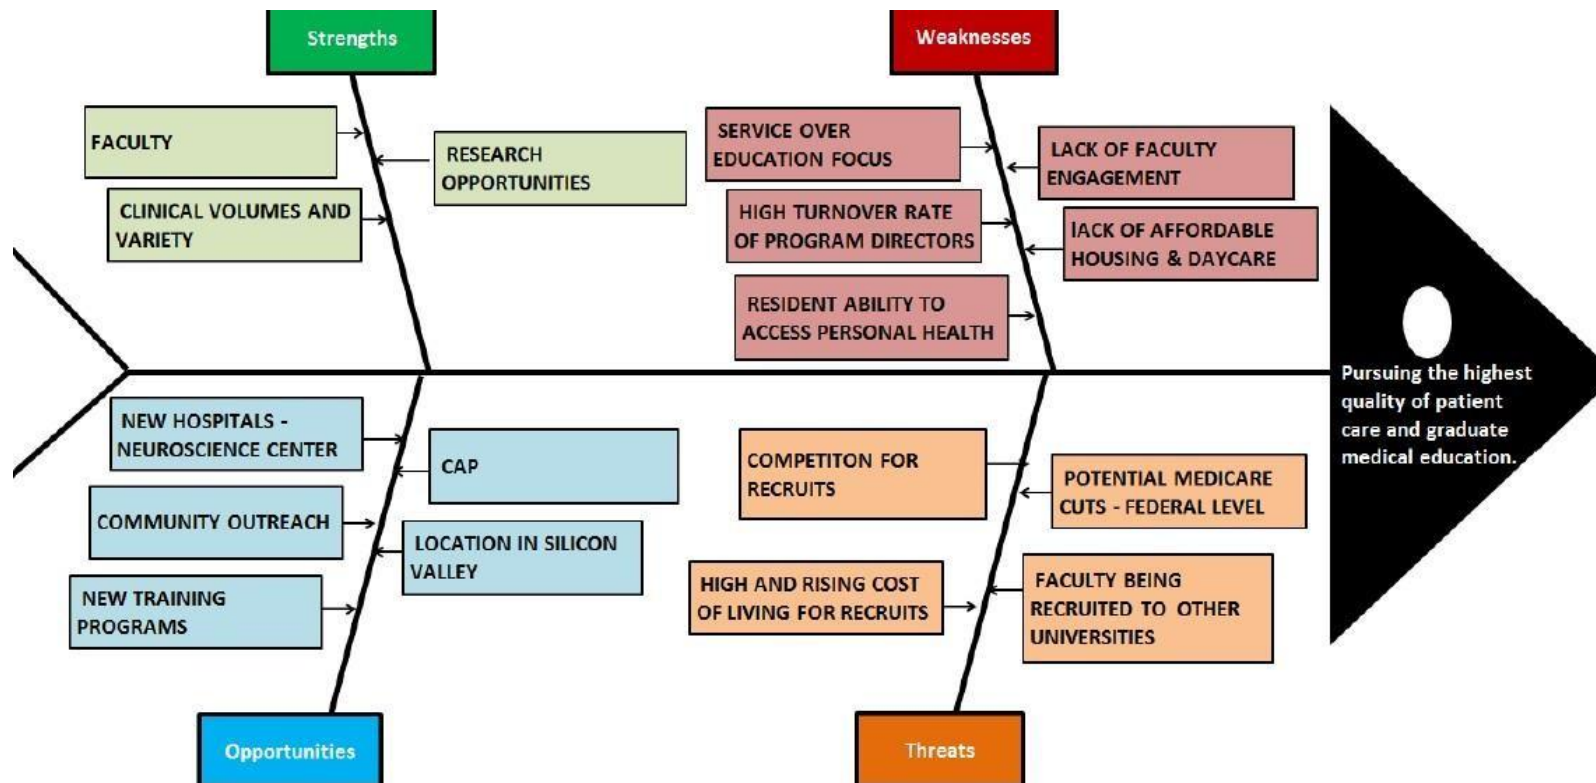 Strengths
Weaknesses
FACULTY
RESEARCH
OPPORTUNITIES
CLINICAL VOLUMES AND
VARIETY
SERVICE OVER
EDUCATION FOCUS
LACK OF FACULTY
ENGAGEMENT
HIGH TURNOVER RATE
OF PROGRAM DIRECTORS
lACK OF AFFORDABLE
HOUSING & DAYCARE
RESIDENT ABILITY TO
ACCESS PERSONAL HEALTH
Pursuing the highest
quality of patient
care and graduate
medical education.
NEW HOSPITALS -
NEUROSCIENCE CENTER
CAP
COMMUNITY OUTREACH
LOCATION IN SILICON
VALLEY
NEW TRAINING
PROGRAMS
COMPETITON FOR
RECRUITS
POTENTIAL MEDICARE
CUTS - FEDERAL LEVEL
HIGH AND RISING COST
OF LIVING FOR RECRUITS
FACULTY BEING
RECRUITED TO OTHER
UNIVERSITIES
Opportunities
Threats